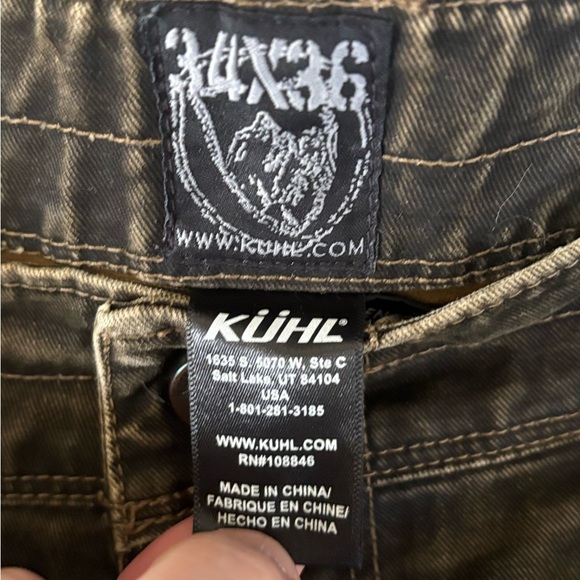 34X36
WWW.KUHL.COM
KÜHL
1635 S. 5070 W, Ste C
Salt Lake, UT 84104
USA
1-801-281-3185
WWW.KUHL.COM
RN#108846
MADE IN CHINA/
FABRIQUE EN CHINE/
HECHO EN CHINA